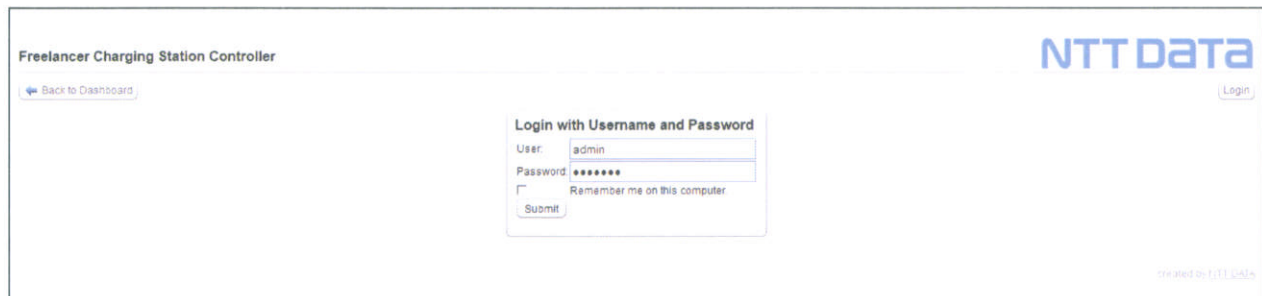 Freelancer Charging Station Controller
NTT DATA
Back to Dashboard
Login
Login with Username and Password
User: admin
Password: •••••••
Remember me on this computer
Submit
created by NTT DATA